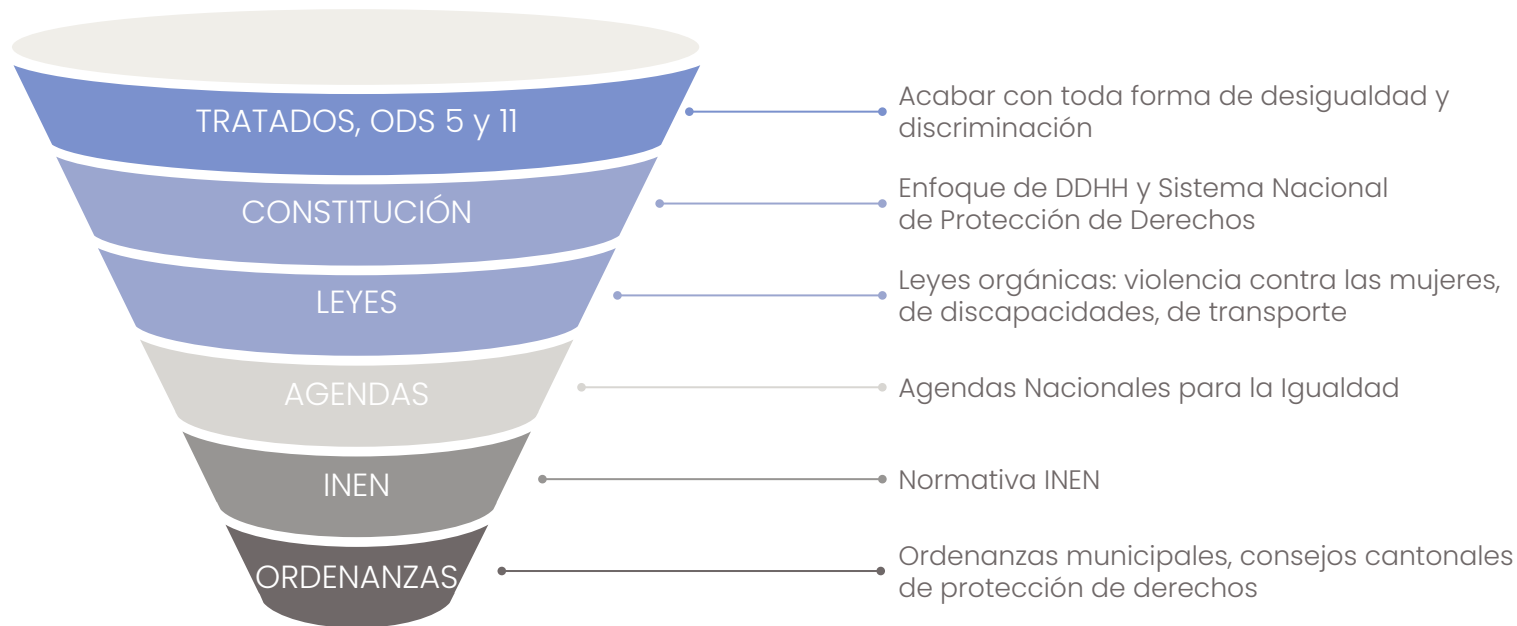 TRATADOS, ODS 5 y 11
Acabar con toda forma de desigualdad y
discriminación
CONSTITUCIÓN
Enfoque de DDHH y Sistema Nacional
de Protección de Derechos
LEYES
Leyes orgánicas: violencia contra las mujeres,
de discapacidades, de transporte
AGENDAS
Agendas Nacionales para la Igualdad
INEN
Normativa INEN
ORDENANZAS
Ordenanzas municipales, consejos cantonales
de protección de derechos